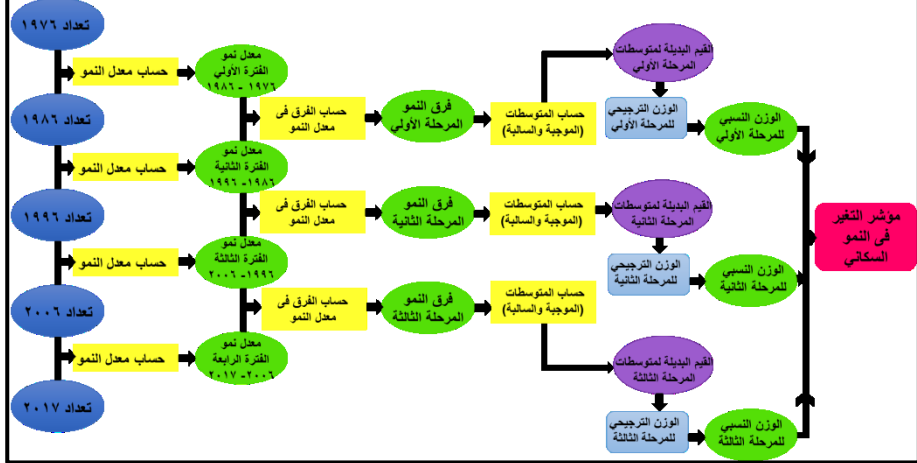 تعداد ١٩٧٦
حساب معدل النمو
معدل نمو
الفترة الأولي
١٩٧٦ - ١٩٨٦
تعداد ١٩٨٦
حساب معدل النمو
معدل نمو
الفترة الثانية
١٩٨٦- ١٩٩٦
تعداد ١٩٩٦
حساب معدل النمو
معدل نمو
الفترة الثالثة
١٩٩٦- ٢٠٠٦
تعداد ٢٠٠٦
حساب معدل النمو
معدل نمو
الفترة الرابعة
٢٠٠٦- ٢٠١٧
تعداد ٢٠١٧
حساب الفرق فى
معدل النمو
فرق النمو
المرحلة الأولي
حساب المتوسطات
(الموجبة والسالبة)
القيم البديلة لمتوسطات
المرحلة الأولي
الوزن الترجيحي
للمرحلة الأولي
الوزن النسبي
للمرحلة الأولي
حساب الفرق فى
معدل النمو
فرق النمو
المرحلة الثانية
حساب المتوسطات
(الموجبة والسالبة)
القيم البديلة لمتوسطات
المرحلة الثانية
الوزن الترجيحي
للمرحلة الثانية
الوزن النسبي
للمرحلة الثانية
حساب الفرق فى
معدل النمو
فرق النمو
المرحلة الثالثة
حساب المتوسطات
(الموجبة والسالبة)
القيم البديلة لمتوسطات
المرحلة الثالثة
الوزن الترجيحي
للمرحلة الثالثة
الوزن النسبي
للمرحلة الثالثة
مؤشر التغير
فى النمو
السكاني